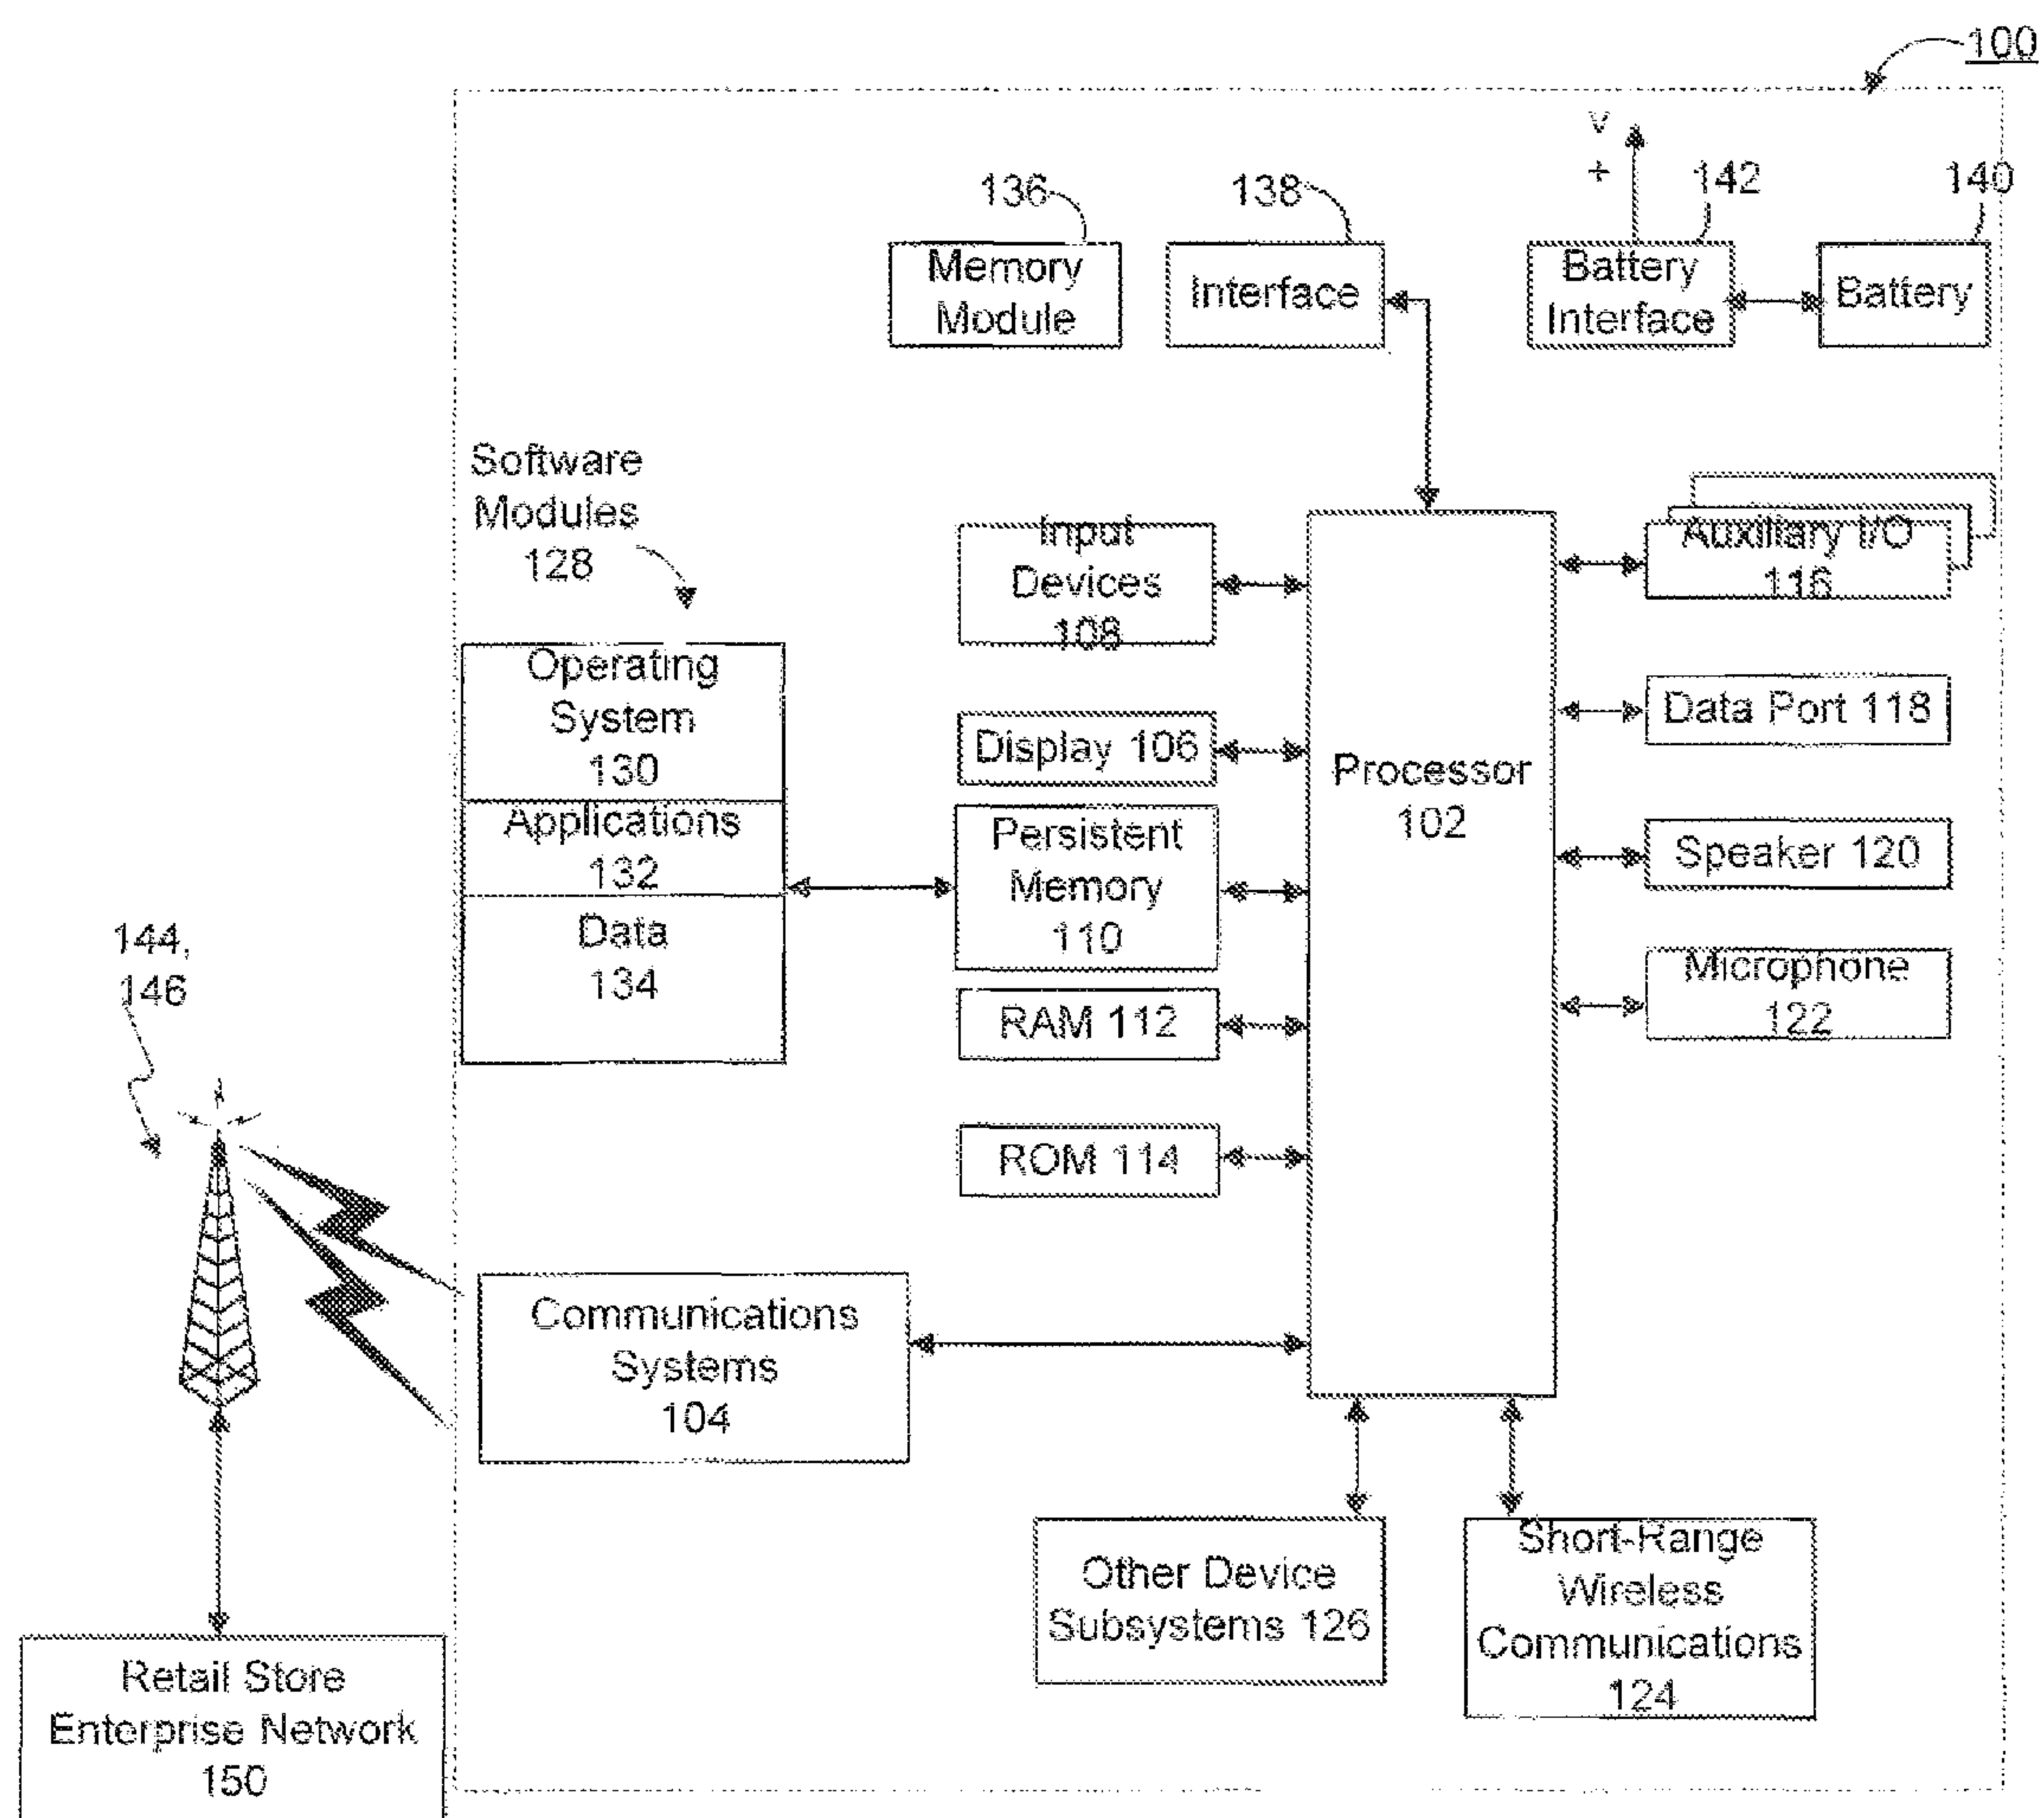 100
V
+
136
138
142
140
Memory
Module
Interface
Battery
Interface
Battery
Software
Modules
128
Input
Devices
108
Auxiliary I/O
116
Operating
System
130
Display 106
Processor
102
Data Port 118
Applications
132
Persistent
Memory
110
Speaker 120
Data
134
144,
146
RAM 112
Microphone
122
ROM 114
Communications
Systems
104
Other Device
Subsystems 126
Short-Range
Wireless
Communications
124
Retail Store
Enterprise Network
150